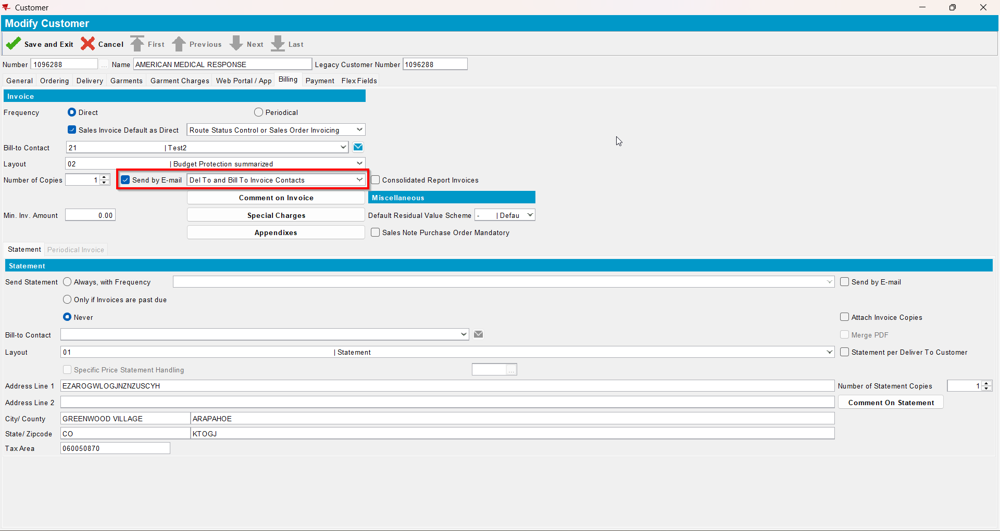 Customer
Modify Customer
Save and Exit Cancel First Previous Next Last
Number 1096288 ... Name AMERICAN MEDICAL RESPONSE Legacy Customer Number 1096288
General Ordering Delivery Garments Garment Charges Web Portal / App Billing Payment Flex Fields
Invoice
Frequency Direct Periodical
Sales Invoice Default as Direct Route Status Control or Sales Order Invoicing
Bill-to Contact 21 | Test2
Layout 02 | Budget Protection summarized
Number of Copies 1 Send by E-mail Del To and Bill To Invoice Contacts Consolidated Report Invoices
Comment on Invoice Miscellaneous
Min. Inv. Amount 0.00 Special Charges Default Residual Value Scheme - | Defau
Appendixes Sales Note Purchase Order Mandatory
Statement Periodical Invoice
Statement
Send Statement Always, with Frequency Send by E-mail
Only if Invoices are past due
Never Attach Invoice Copies
Bill-to Contact Merge PDF
Layout 01 | Statement Statement per Deliver To Customer
Specific Price Statement Handling ...
Address Line 1 EZAROGWLOGJNZNZUSCYH Number of Statement Copies 1
Address Line 2 Comment On Statement
City/ County GREENWOOD VILLAGE ARAPAHOE
State/ Zipcode CO KTOGJ
Tax Area 060050870